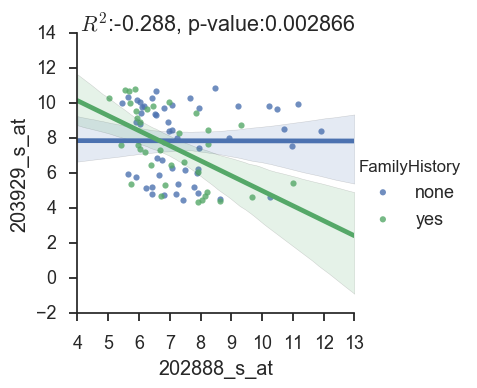 R²:-0.288, p-value:0.002866
14
12
10
8
6
4
2
0
−2
203929_s_at
4 5 6 7 8 9 10 11 12 13
202888_s_at
FamilyHistory
none
yes